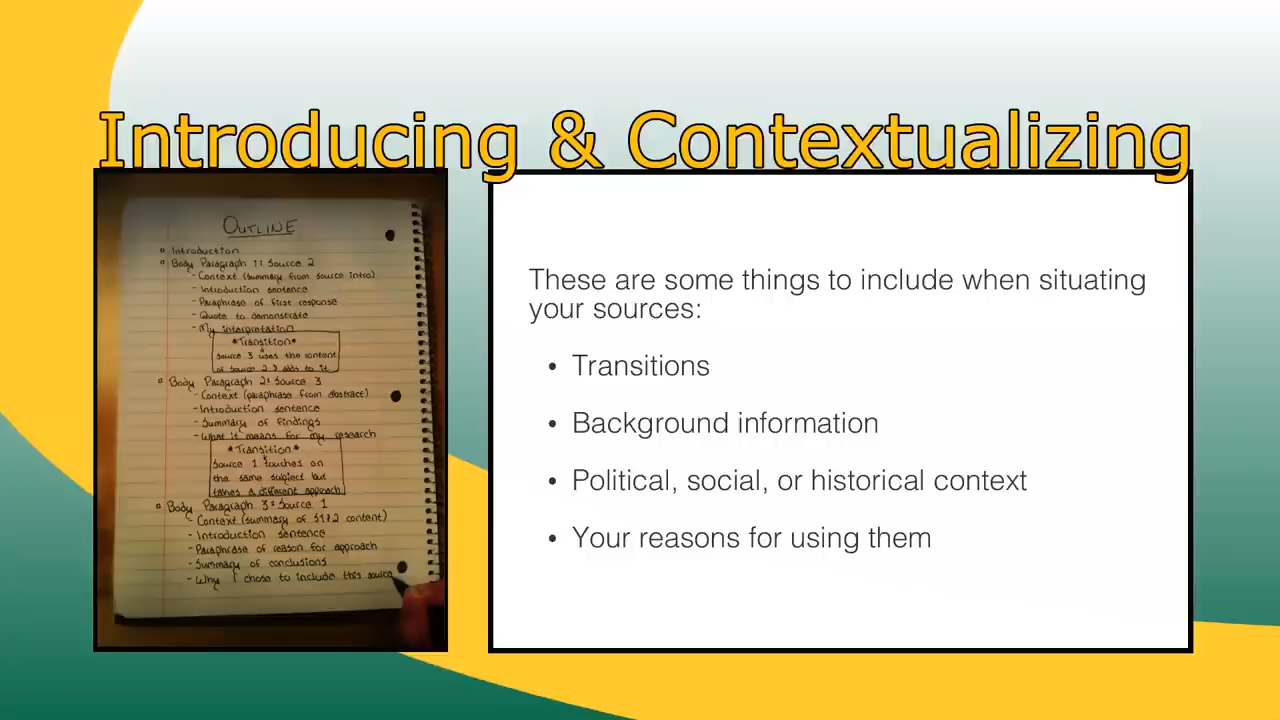 Introducing & Contextualizing
OUTLINE
Introduction
Body Paragraph 1: Source 2
- Context (summary from source intro)
- Introduction sentence
- Paraphrase of first response
- Quote to demonstrate
- My interpretation
*Transition*
Source 3 uses the content
of source 2 & adds to it
Body Paragraph 2: Source 3
- Context (paraphrase from abstract)
- Introduction sentence
- Summary of findings
- What it means for my research
*Transition*
Source 1 touches on
the same subject but
takes a different approach
Body Paragraph 3: Source 1
- Context (summary of S1&2 content)
- Introduction sentence
- Paraphrase of reason for approach
- Summary of conclusions
- Why I chose to include this source
These are some things to include when situating
your sources:
• Transitions
• Background information
• Political, social, or historical context
• Your reasons for using them